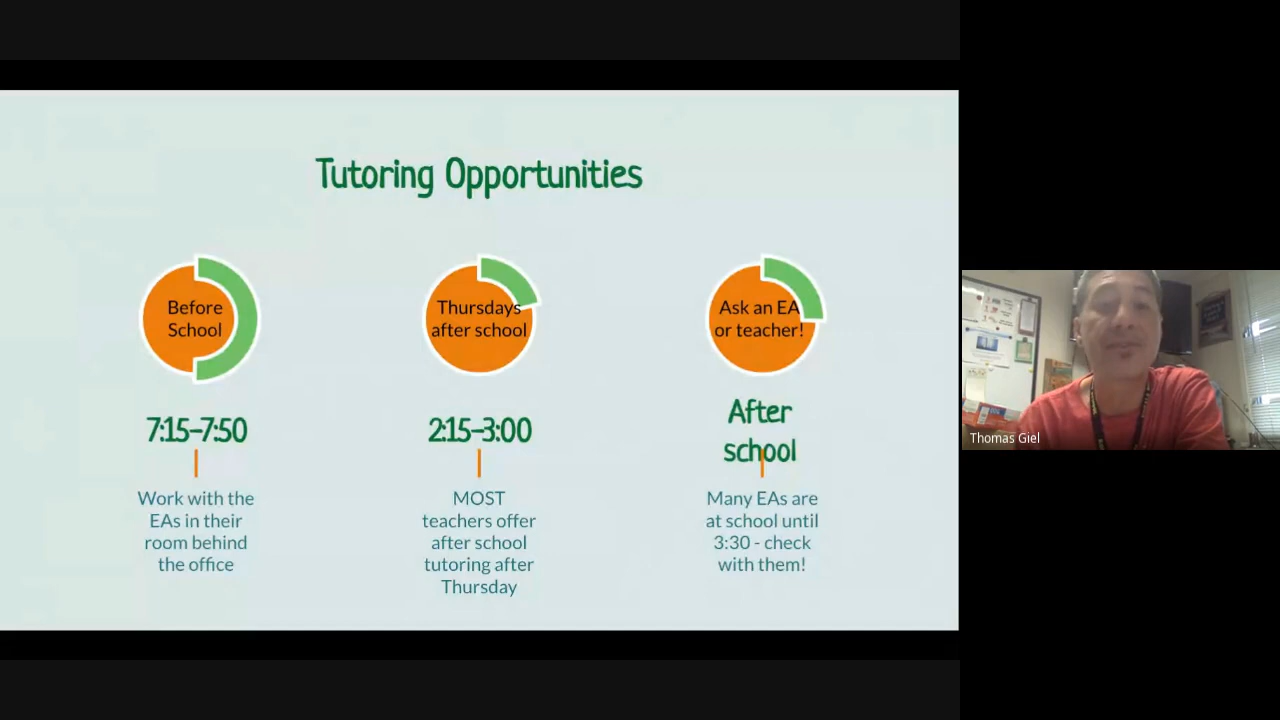 Tutoring Opportunities
Before
School
7:15–7:50
Work with the
EAs in their
room behind
the office
Thursdays
after school
2:15–3:00
MOST
teachers offer
after school
tutoring after
Thursday
Ask an EA
or teacher!
After
school
Many EAs are
at school until
3:30 - check
with them!
Thomas Giel